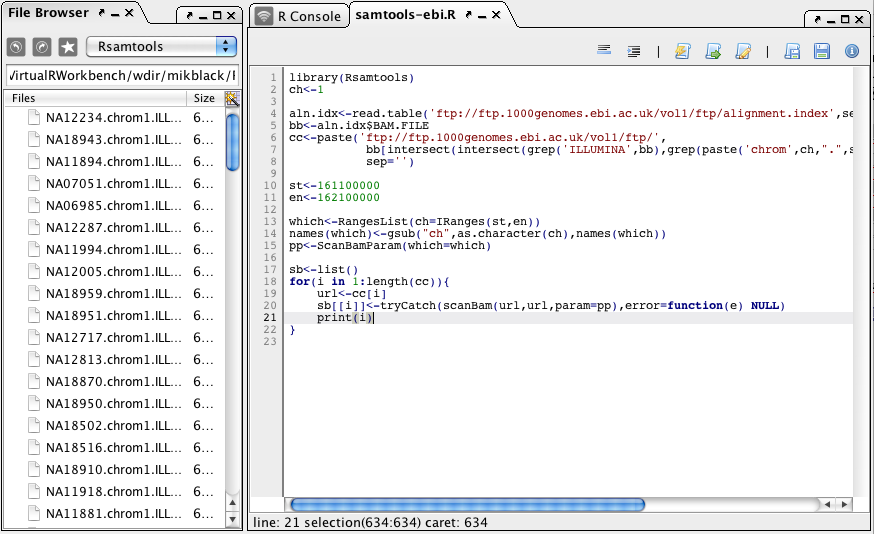 File Browser
Rsamtools
/irtualRWorkbench/wdir/mikblack/
Files Size
NA12234.chrom1.ILL... 6...
NA18943.chrom1.ILL... 6...
NA11894.chrom1.ILL... 6...
NA07051.chrom1.ILL... 6...
NA06985.chrom1.ILL... 6...
NA12287.chrom1.ILL... 6...
NA11994.chrom1.ILL... 6...
NA12005.chrom1.ILL... 6...
NA18959.chrom1.ILL... 6...
NA18951.chrom1.ILL... 6...
NA12717.chrom1.ILL... 6...
NA12813.chrom1.ILL... 6...
NA18870.chrom1.ILL... 6...
NA18950.chrom1.ILL... 6...
NA18502.chrom1.ILL... 6...
NA18516.chrom1.ILL... 6...
NA18910.chrom1.ILL... 6...
NA11918.chrom1.ILL... 6...
NA11881.chrom1.ILL... 6...
R Console
samtools-ebi.R
1 library(Rsamtools)
2 ch<-1
3
4 aln.idx<-read.table('ftp://ftp.1000genomes.ebi.ac.uk/vol1/ftp/alignment.index',se
5 bb<-aln.idx$BAM.FILE
6 cc<-paste('ftp://ftp.1000genomes.ebi.ac.uk/vol1/ftp/',
7 bb[intersect(intersect(grep('ILLUMINA',bb),grep(paste('chrom',ch,".",s
8 sep='')
9
10 st<-161100000
11 en<-162100000
12
13 which<-RangesList(ch=IRanges(st,en))
14 names(which)<-gsub("ch",as.character(ch),names(which))
15 pp<-ScanBamParam(which=which)
16
17 sb<-list()
18 for(i in 1:length(cc)){
19 url<-cc[i]
20 sb[[i]]<-tryCatch(scanBam(url,url,param=pp),error=function(e) NULL)
21 print(i)
22 }
23
line: 21 selection(634:634) caret: 634